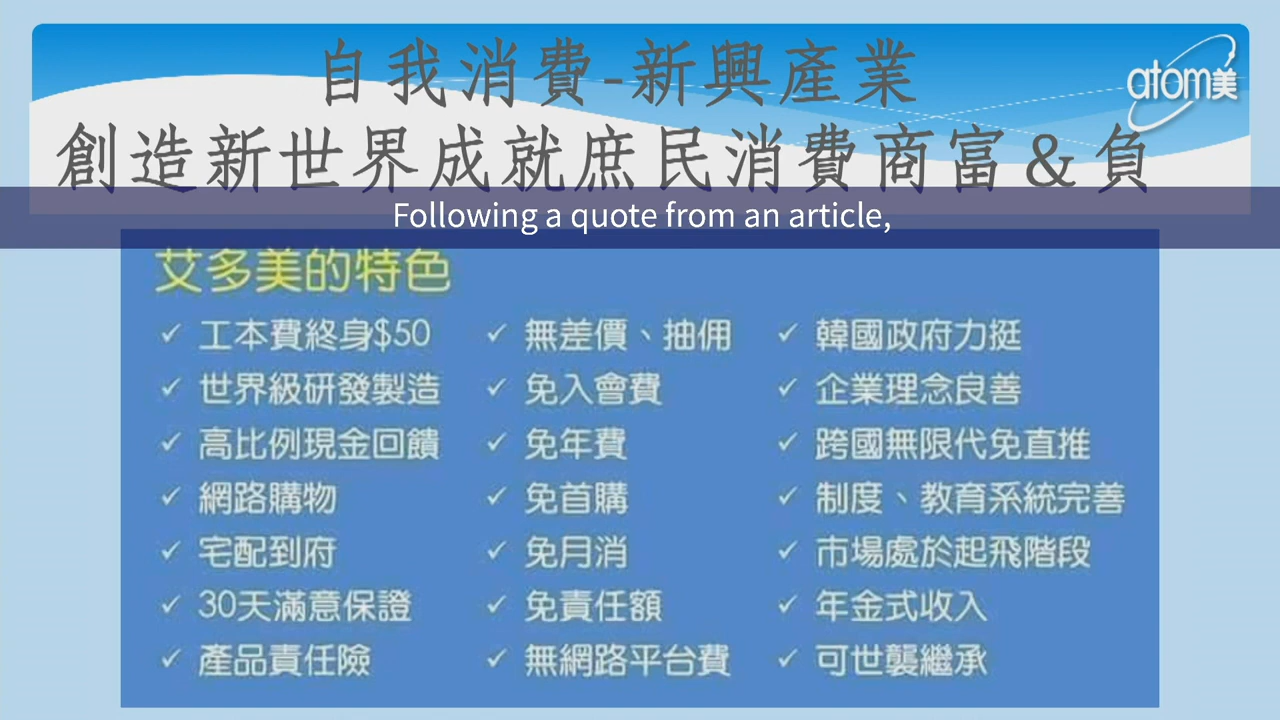 自我消費-新興產業
atom美
創造新世界成就庶民消費商富＆負
Following a quote from an article,
艾多美的特色
✓ 工本費終身$50
✓ 世界級研發製造
✓ 高比例現金回饋
✓ 網路購物
✓ 宅配到府
✓ 30天滿意保證
✓ 產品責任險
✓ 無差價、抽佣
✓ 免入會費
✓ 免年費
✓ 免首購
✓ 免月消
✓ 免責任額
✓ 無網路平台費
✓ 韓國政府力挺
✓ 企業理念良善
✓ 跨國無限代免直推
✓ 制度、教育系統完善
✓ 市場處於起飛階段
✓ 年金式收入
✓ 可世襲繼承